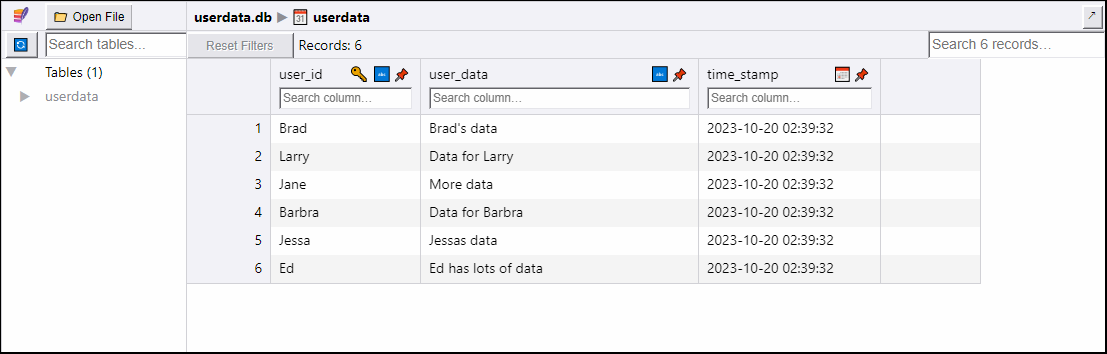 Open File userdata.db ▶ userdata
Search tables... Reset Filters Records: 6 Search 6 records...
Tables (1)
userdata
user_id user_data time_stamp
Search column... Search column... Search column...
1 Brad Brad's data 2023-10-20 02:39:32
2 Larry Data for Larry 2023-10-20 02:39:32
3 Jane More data 2023-10-20 02:39:32
4 Barbra Data for Barbra 2023-10-20 02:39:32
5 Jessa Jessas data 2023-10-20 02:39:32
6 Ed Ed has lots of data 2023-10-20 02:39:32